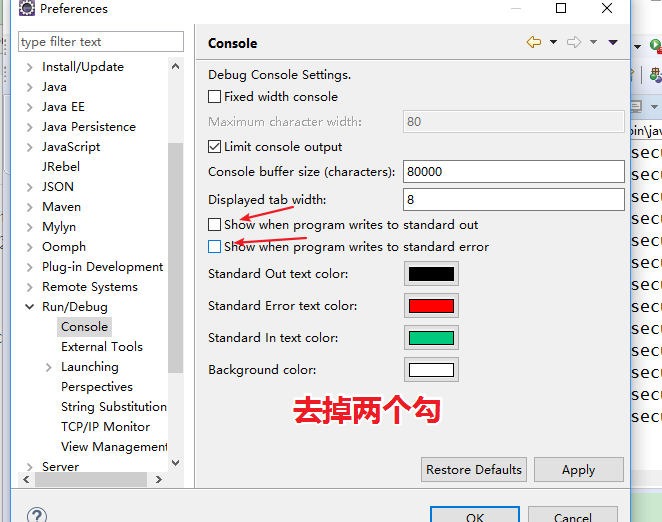 Preferences
type filter text
Install/Update
Java
Java EE
Java Persistence
JavaScript
JRebel
JSON
Maven
Mylyn
Oomph
Plug-in Development
Remote Systems
Run/Debug
Console
External Tools
Launching
Perspectives
String Substitution
TCP/IP Monitor
View Management
Server
Console
Debug Console Settings.
Fixed width console
Maximum character width: 80
Limit console output
Console buffer size (characters): 80000
Displayed tab width: 8
Show when program writes to standard out
Show when program writes to standard error
Standard Out text color:
Standard Error text color:
Standard In text color:
Background color:
去掉两个勾
Restore Defaults Apply
OK Cancel
in\jav
secu
secu
secu
secu
secu
secu
secu
secu
secu
secu
secu
secu
secu